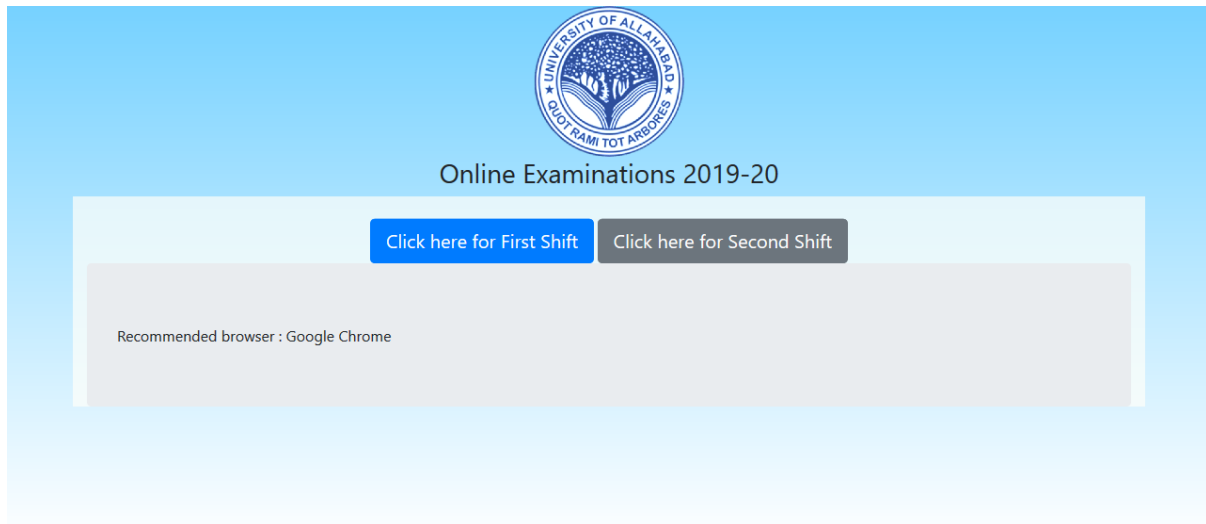 UNIVERSITY OF ALLAHABAD
QUOT RAMI TOT ARBORES
Online Examinations 2019-20
Click here for First Shift
Click here for Second Shift
Recommended browser : Google Chrome